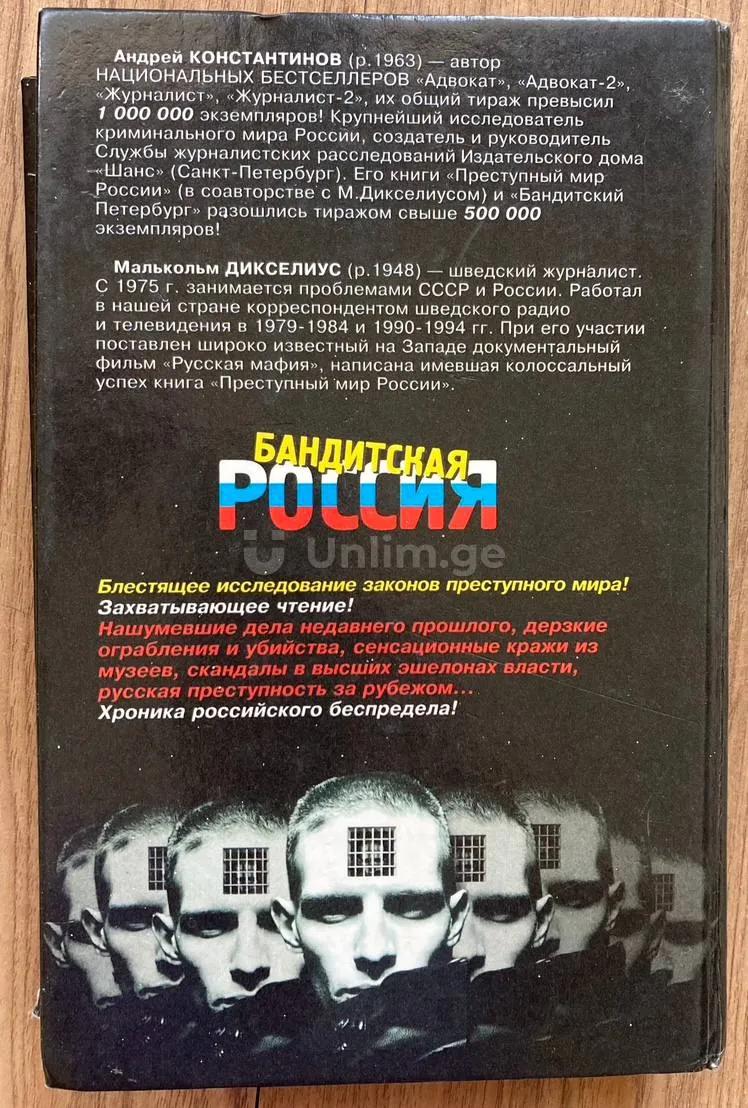 Андрей КОНСТАНТИНОВ (р.1963) — автор
НАЦИОНАЛЬНЫХ БЕСТСЕЛЛЕРОВ «Адвокат», «Адвокат-2»,
«Журналист», «Журналист-2», их общий тираж превысил
1 000 000 экземпляров! Крупнейший исследователь
криминального мира России, создатель и руководитель
Службы журналистских расследований Издательского дома
«Шанс» (Санкт-Петербург). Его книги «Преступный мир
России» (в соавторстве с М.Дикселиусом) и «Бандитский
Петербург» разошлись тиражом свыше 500 000
экземпляров!
Малькольм ДИКСЕЛИУС (р.1948) — шведский журналист.
С 1975 г. занимается проблемами СССР и России. Работал
в нашей стране корреспондентом шведского радио
и телевидения в 1979-1984 и 1990-1994 гг. При его участии
поставлен широко известный на Западе документальный
фильм «Русская мафия», написана имевшая колоссальный
успех книга «Преступный мир России».
БАНДИТСКАЯ
РОССИЯ
Unlim.ge
Блестящее исследование законов преступного мира!
Захватывающее чтение!
Нашумевшие дела недавнего прошлого, дерзкие
ограбления и убийства, сенсационные кражи из
музеев, скандалы в высших эшелонах власти,
русская преступность за рубежом...
Хроника российского беспредела!